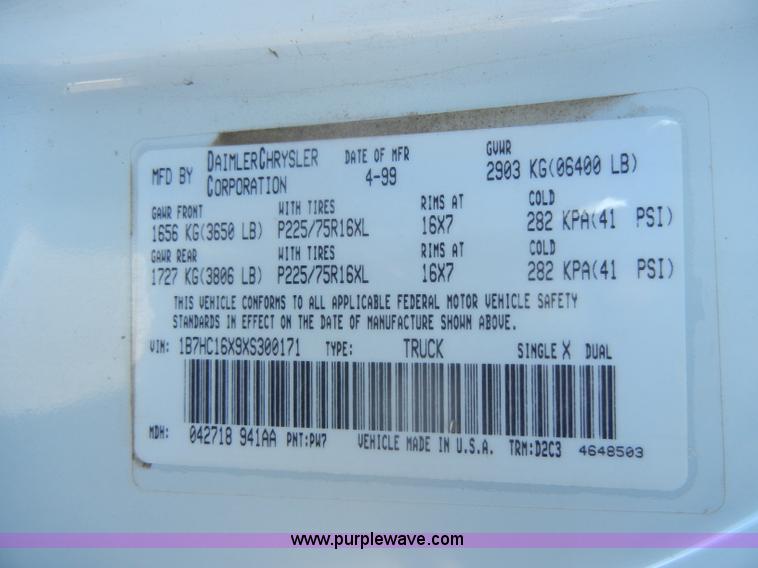 MFD BY DAIMLERCHRYSLER CORPORATION DATE OF MFR 4-99 GVWR 2903 KG(06400 LB)
GAWR FRONT WITH TIRES RIMS AT COLD
1656 KG(3650 LB) P225/75R16XL 16X7 282 KPA(41 PSI)
GAWR REAR WITH TIRES RIMS AT COLD
1727 KG(3806 LB) P225/75R16XL 16X7 282 KPA(41 PSI)
THIS VEHICLE CONFORMS TO ALL APPLICABLE FEDERAL MOTOR VEHICLE SAFETY
STANDARDS IN EFFECT ON THE DATE OF MANUFACTURE SHOWN ABOVE.
VIN: 1B7HC16X9XS300171 TYPE: TRUCK SINGLE X DUAL
MDH: 042718 941AA PNT:PW7 VEHICLE MADE IN U.S.A. TRM:D2C3 4648503
www.purplewave.com